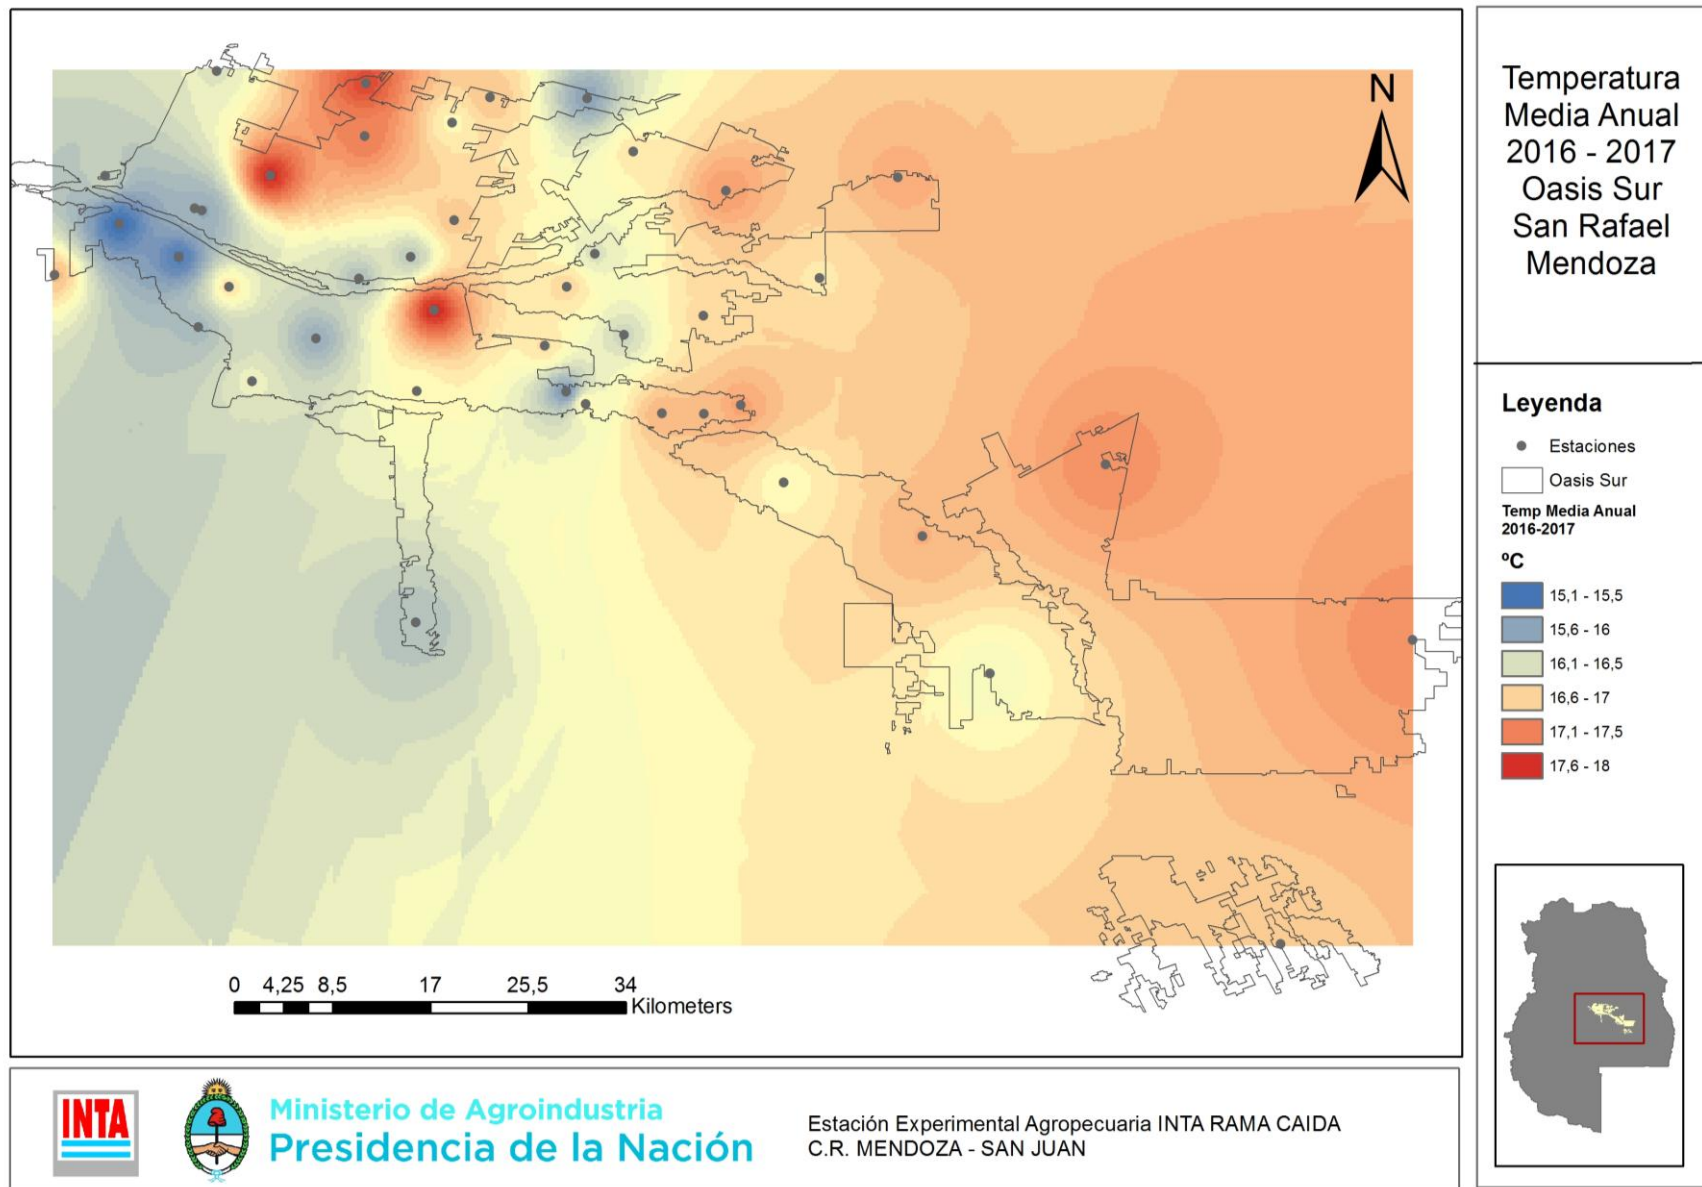 Temperatura
Media Anual
2016 - 2017
Oasis Sur
San Rafael
Mendoza
N
Leyenda
Estaciones
Oasis Sur
Temp Media Anual
2016-2017
ºC
15,1 - 15,5
15,6 - 16
16,1 - 16,5
16,6 - 17
17,1 - 17,5
17,6 - 18
0 4,25 8,5 17 25,5 34
Kilometers
INTA
Ministerio de Agroindustria
Presidencia de la Nación
Estación Experimental Agropecuaria INTA RAMA CAIDA
C.R. MENDOZA - SAN JUAN